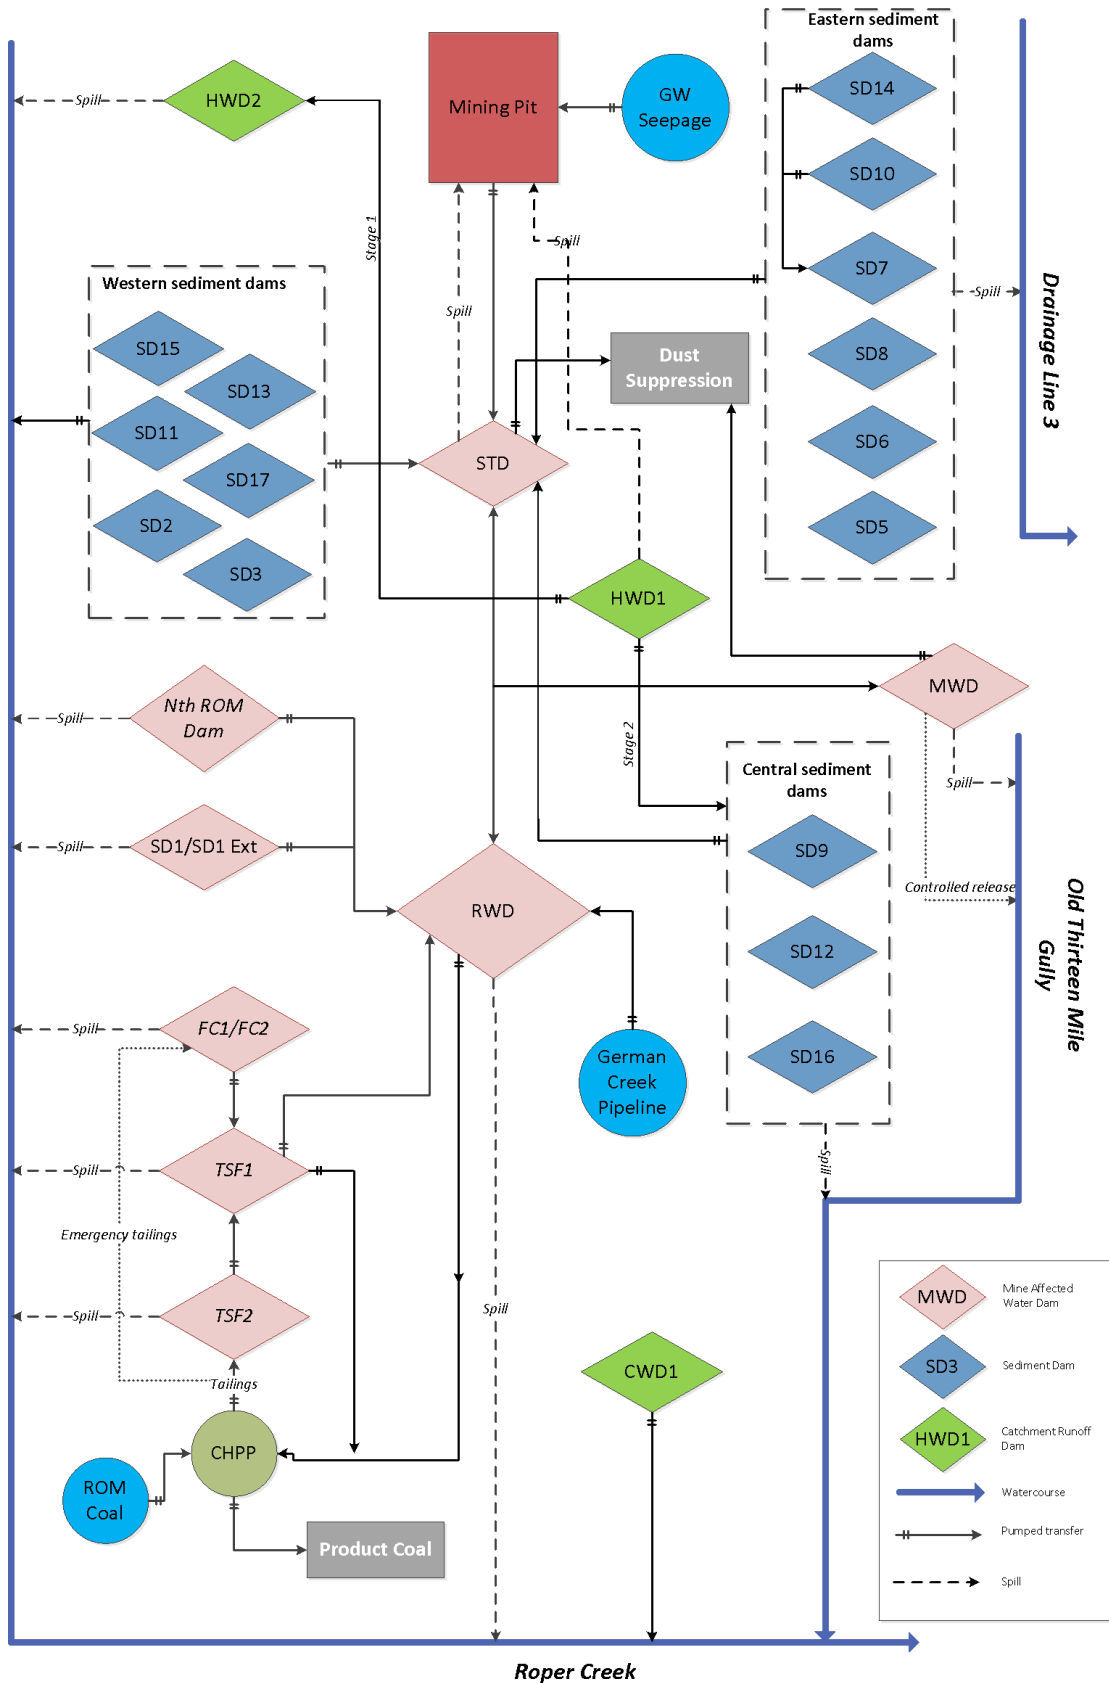 Eastern sediment
dams
Spill
HWD2
Mining Pit
GW
Seepage
SD14
SD10
Stage 1
Spill
SD7
Western sediment dams
Spill
Drainage Line 3
Spill
SD15
Dust
Suppression
SD8
SD13
SD11
SD6
STD
SD17
SD2
SD5
SD3
HWD1
Nth ROM
Dam
Spill
MWD
Stage 2
Central sediment
dams
Spill
Spill
SD1/SD1 Ext
SD9
Controlled release
Old Thirteen Mile
Gully
RWD
SD12
Spill
FC1/FC2
German
Creek
Pipeline
SD16
Spill
TSF1
Spill
Emergency tailings
Spill
TSF2
Spill
Tailings
CWD1
CHPP
ROM
Coal
Product Coal
MWD
Mine Affected
Water Dam
SD3
Sediment Dam
HWD1
Catchment Runoff
Dam
Watercourse
Pumped transfer
Spill
Roper Creek